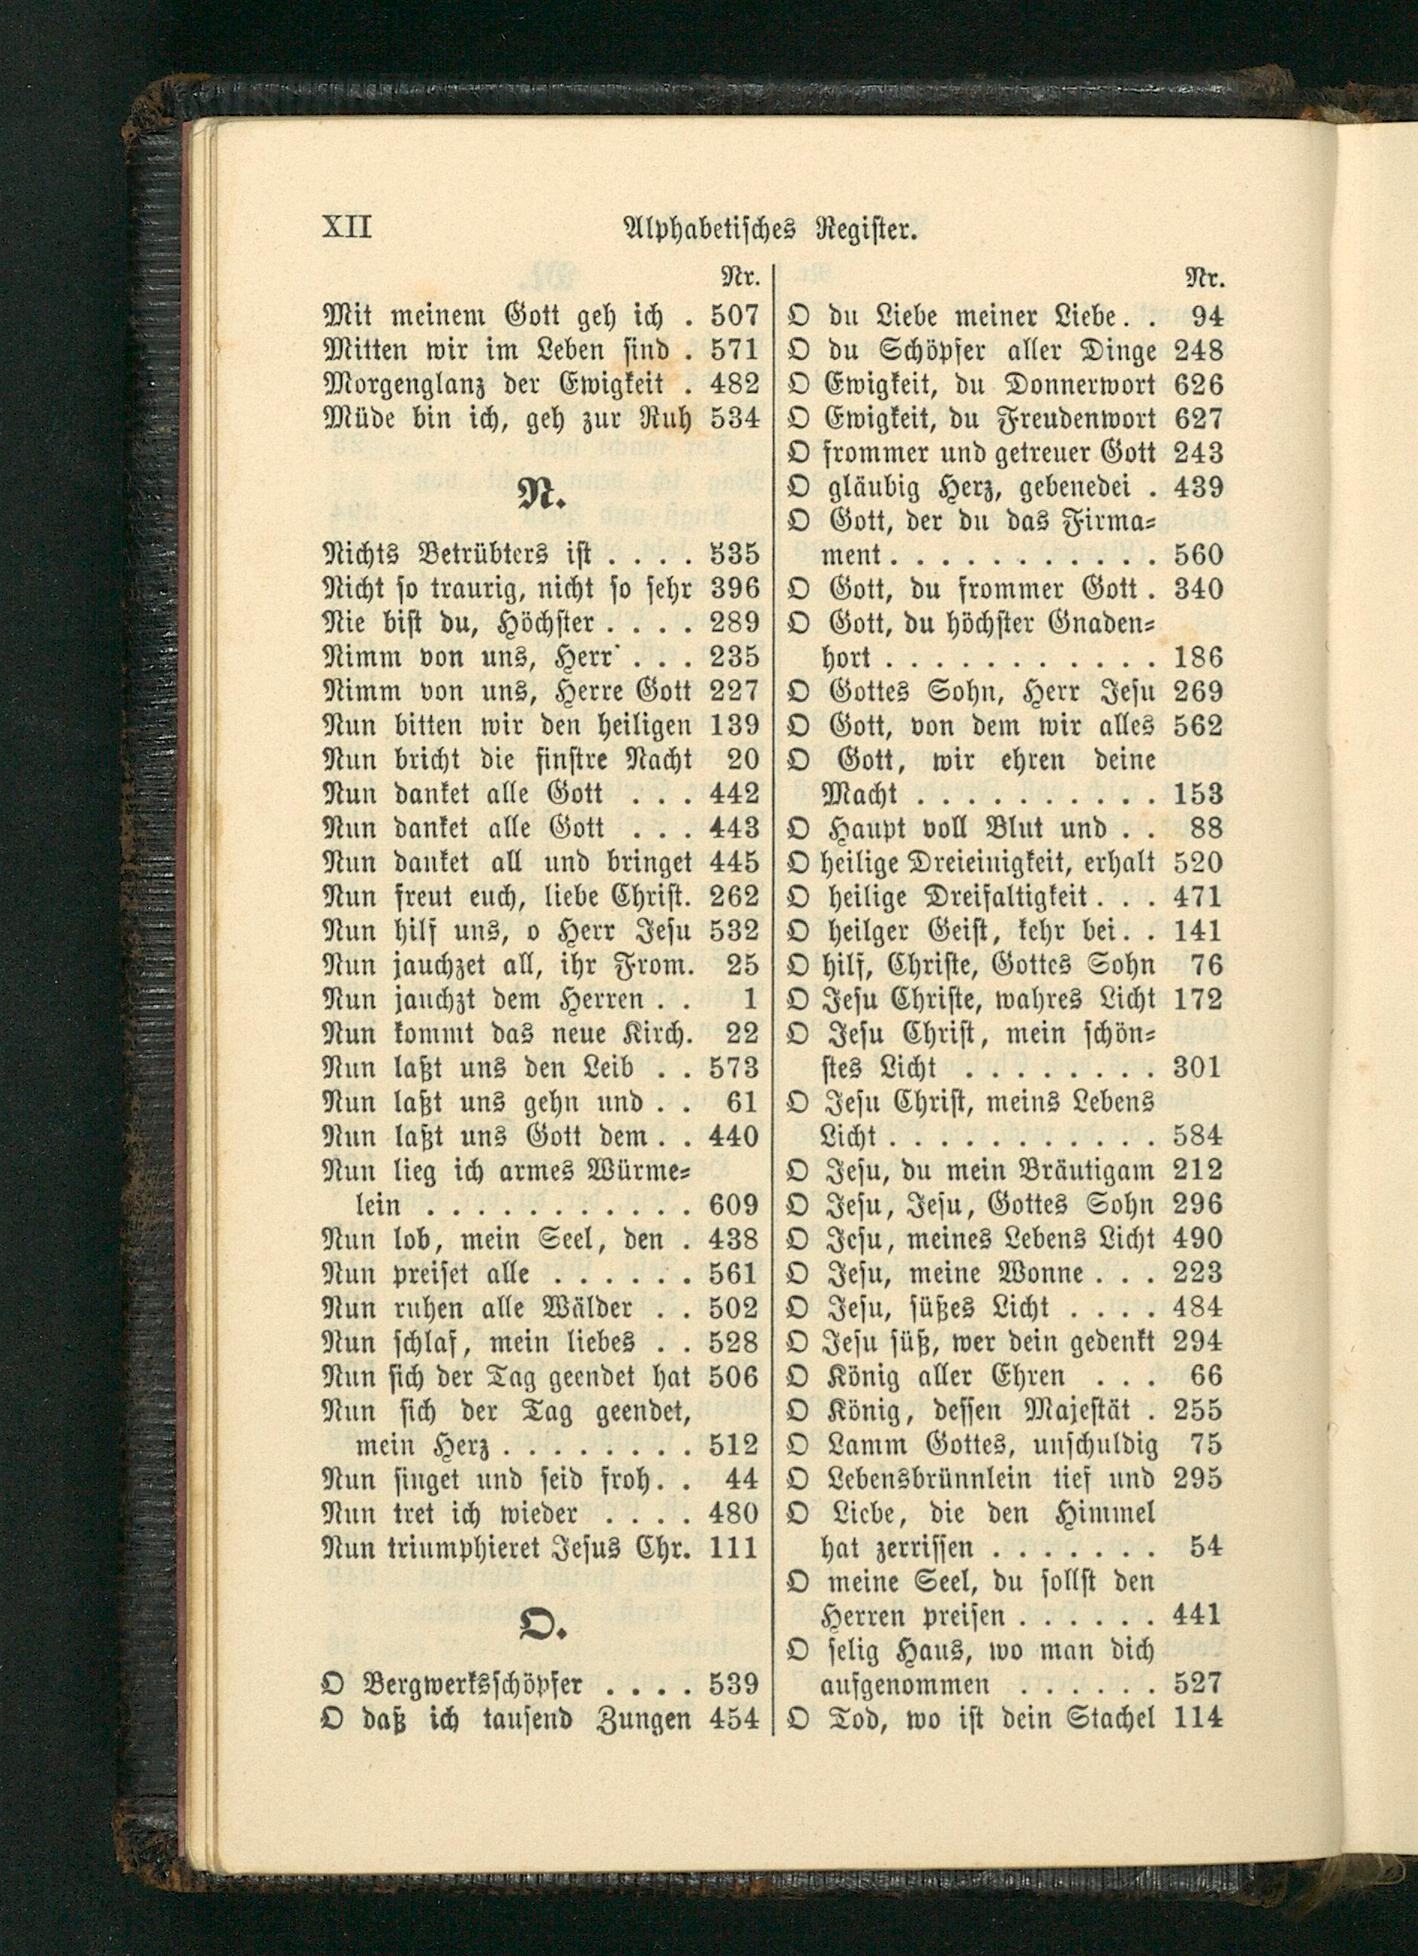 XII
Alphabetisches Register.
Nr.
Mit meinem Gott geh ich . 507
Mitten wir im Leben sind . 571
Morgenglanz der Ewigkeit . 482
Müde bin ich, geh zur Ruh 534
N.
Nichts Betrübters ist . . . . 535
Nicht so traurig, nicht so sehr 396
Nie bist du, Höchster . . . . 289
Nimm von uns, Herr . . . 235
Nimm von uns, Herre Gott 227
Nun bitten wir den heiligen 139
Nun bricht die finstre Nacht 20
Nun danket alle Gott . . . 442
Nun danket alle Gott . . . 443
Nun danket all und bringet 445
Nun freut euch, liebe Christ. 262
Nun hilf uns, o Herr Jesu 532
Nun jauchzet all, ihr From. 25
Nun jauchzt dem Herren . . 1
Nun kommt das neue Kirch. 22
Nun laßt uns den Leib . . 573
Nun laßt uns gehn und . . 61
Nun laßt uns Gott dem . . 440
Nun lieg ich armes Würme-
lein . . . . . . . . . . . 609
Nun lob, mein Seel, den . 438
Nun preiset alle . . . . . . 561
Nun ruhen alle Wälder . . 502
Nun schlaf, mein liebes . . 528
Nun sich der Tag geendet hat 506
Nun sich der Tag geendet,
mein Herz . . . . . . . . 512
Nun singet und seid froh. . 44
Nun tret ich wieder . . . . 480
Nun triumphieret Jesus Chr. 111
O.
O Bergwerksschöpfer . . . . 539
O daß ich tausend Zungen 454
Nr.
O du Liebe meiner Liebe. . 94
O du Schöpfer aller Dinge 248
O Ewigkeit, du Donnerwort 626
O Ewigkeit, du Freudenwort 627
O frommer und getreuer Gott 243
O gläubig Herz, gebenedei . 439
O Gott, der du das Firma-
ment . . . . . . . . . . . 560
O Gott, du frommer Gott . 340
O Gott, du höchster Gnaden-
hort . . . . . . . . . . . 186
O Gottes Sohn, Herr Jesu 269
O Gott, von dem wir alles 562
O Gott, wir ehren deine
Macht . . . . . . . . . . 153
O Haupt voll Blut und . . 88
O heilige Dreieinigkeit, erhalt 520
O heilige Dreifaltigkeit . . . 471
O heilger Geist, kehr bei. . 141
O hilf, Christe, Gottes Sohn 76
O Jesu Christe, wahres Licht 172
O Jesu Christ, mein schön-
stes Licht . . . . . . . . 301
O Jesu Christ, meins Lebens
Licht . . . . . . . . . . . 584
O Jesu, du mein Bräutigam 212
O Jesu, Jesu, Gottes Sohn 296
O Jesu, meines Lebens Licht 490
O Jesu, meine Wonne . . . 223
O Jesu, süßes Licht . . . . 484
O Jesu süß, wer dein gedenkt 294
O König aller Ehren . . . 66
O König, dessen Majestät . 255
O Lamm Gottes, unschuldig 75
O Lebensbrünnlein tief und 295
O Liebe, die den Himmel
hat zerrissen . . . . . . . 54
O meine Seel, du sollst den
Herren preisen . . . . . . 441
O selig Haus, wo man dich
aufgenommen . . . . . . 527
O Tod, wo ist dein Stachel 114